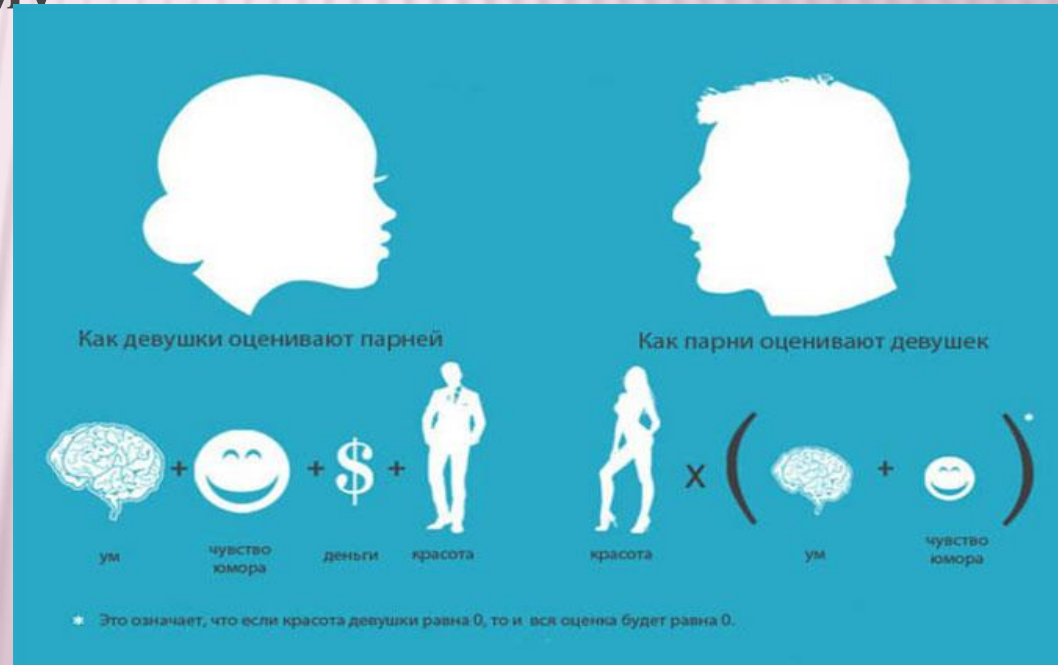 Как девушки оценивают парней
Как парни оценивают девушек
+ + $ +
x ( + )*
ум
чувство
юмора
деньги
красота
красота
ум
чувство
юмора
* Это означает, что если красота девушки равна 0, то и вся оценка будет равна 0.